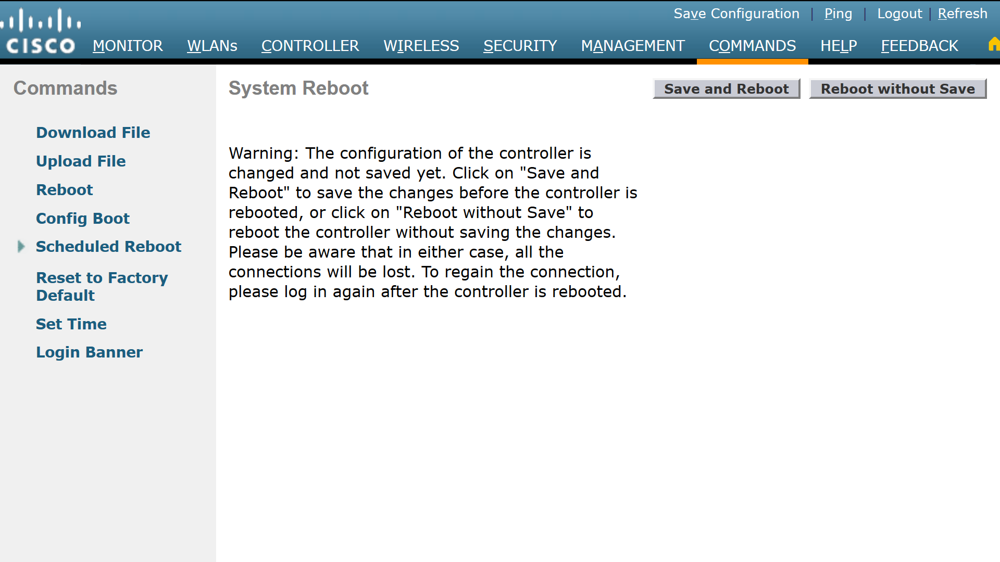 Save Configuration | Ping | Logout | Refresh
CISCO
MONITOR WLANs CONTROLLER WIRELESS SECURITY MANAGEMENT COMMANDS HELP FEEDBACK
Commands
Download File
Upload File
Reboot
Config Boot
Scheduled Reboot
Reset to Factory
Default
Set Time
Login Banner
System Reboot
Save and Reboot
Reboot without Save
Warning: The configuration of the controller is
changed and not saved yet. Click on "Save and
Reboot" to save the changes before the controller is
rebooted, or click on "Reboot without Save" to
reboot the controller without saving the changes.
Please be aware that in either case, all the
connections will be lost. To regain the connection,
please log in again after the controller is rebooted.